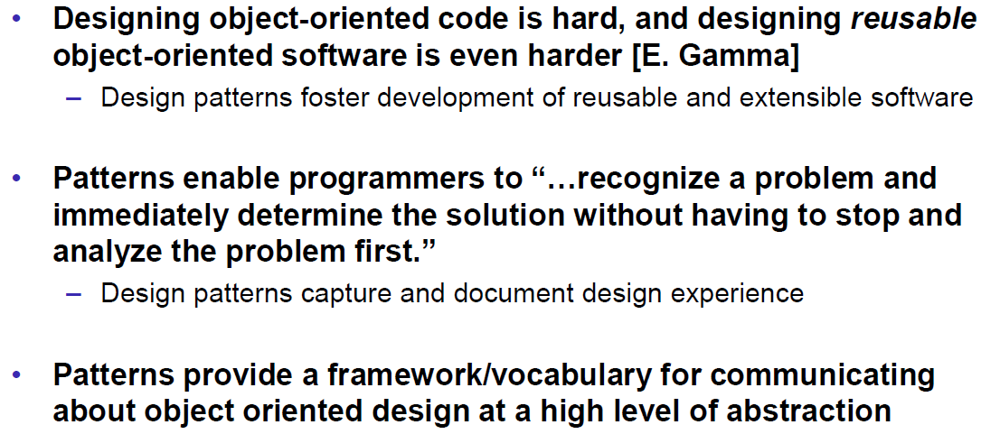 • Designing object-oriented code is hard, and designing reusable
object-oriented software is even harder [E. Gamma]
– Design patterns foster development of reusable and extensible software
• Patterns enable programmers to “…recognize a problem and
immediately determine the solution without having to stop and
analyze the problem first.”
– Design patterns capture and document design experience
• Patterns provide a framework/vocabulary for communicating
about object oriented design at a high level of abstraction